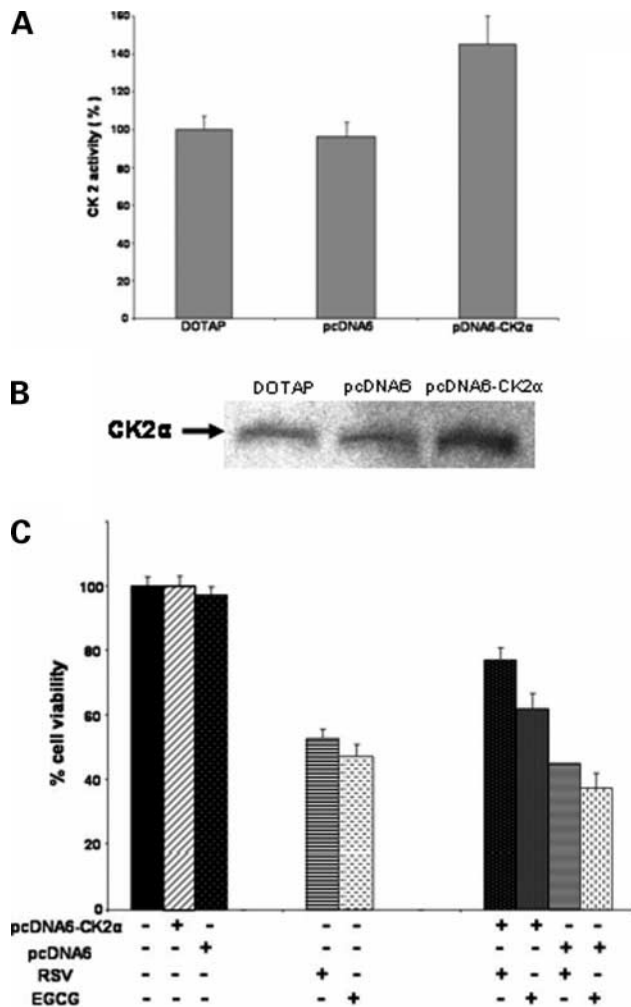 A
CK 2 activity ( % )
160
140
120
100
80
60
40
20
0
DOTAP
pcDNA6
pDNA6-CK2α
B
DOTAP
pcDNA6
pcDNA6-CK2α
CK2α
C
% cell viability
100
80
60
40
20
0
pcDNA6-CK2α - + - - - + + - -
pcDNA6 - - + - - - - + +
RSV - - - + - + - + -
EGCG - - - - + - + - +